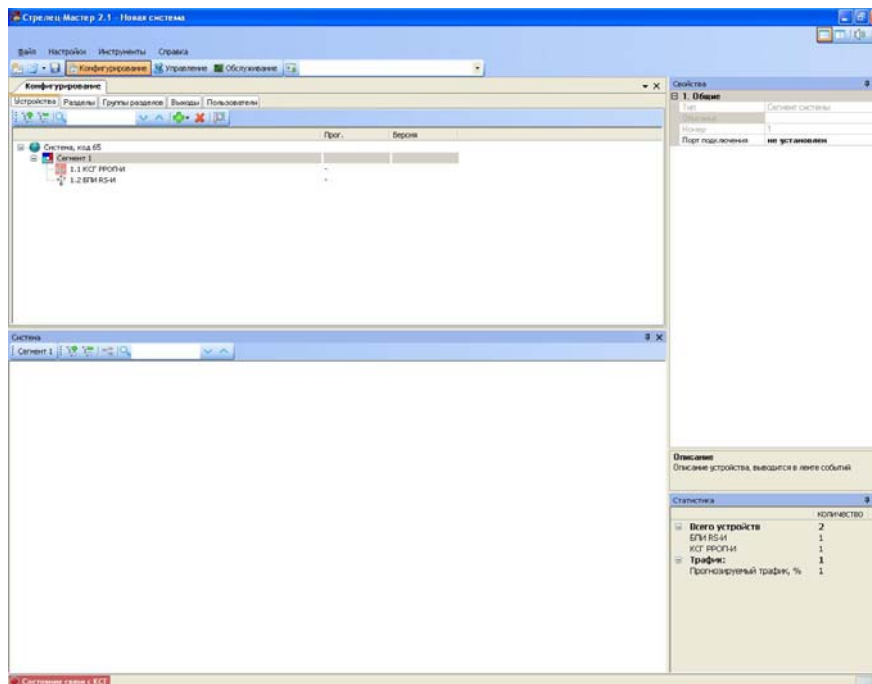 Стрелец Мастер 2.1 - Новая система
Файл Настройки Инструменты Справка
Конфигурирование Управление Обслуживание
Конфигурирование
Устройства Разделы Группы разделов Выходы Пользователи
Прог. Версия
Система, код 65
Сегмент 1
1.1 КСГ РРОП-И -
1.2 БПИ RS-И -
Система
Сегмент 1
Свойства
1. Общие
Тип Сегмент системы
Описание
Номер 1
Порт подключения не установлен
Описание
Описание устройства, выводится в ленте событий
Статистика
количество
Всего устройств 2
БПИ RS-И 1
КСГ РРОП-И 1
Трафик: 1
Прогнозируемый трафик, % 1
Состояние связи с КСГ